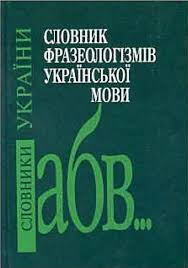 СЛОВНИК
ФРАЗЕОЛОГІЗМІВ
УКРАЇНСЬКОЇ
МОВИ
СЛОВНИКИ УКРАЇНИ
абв...